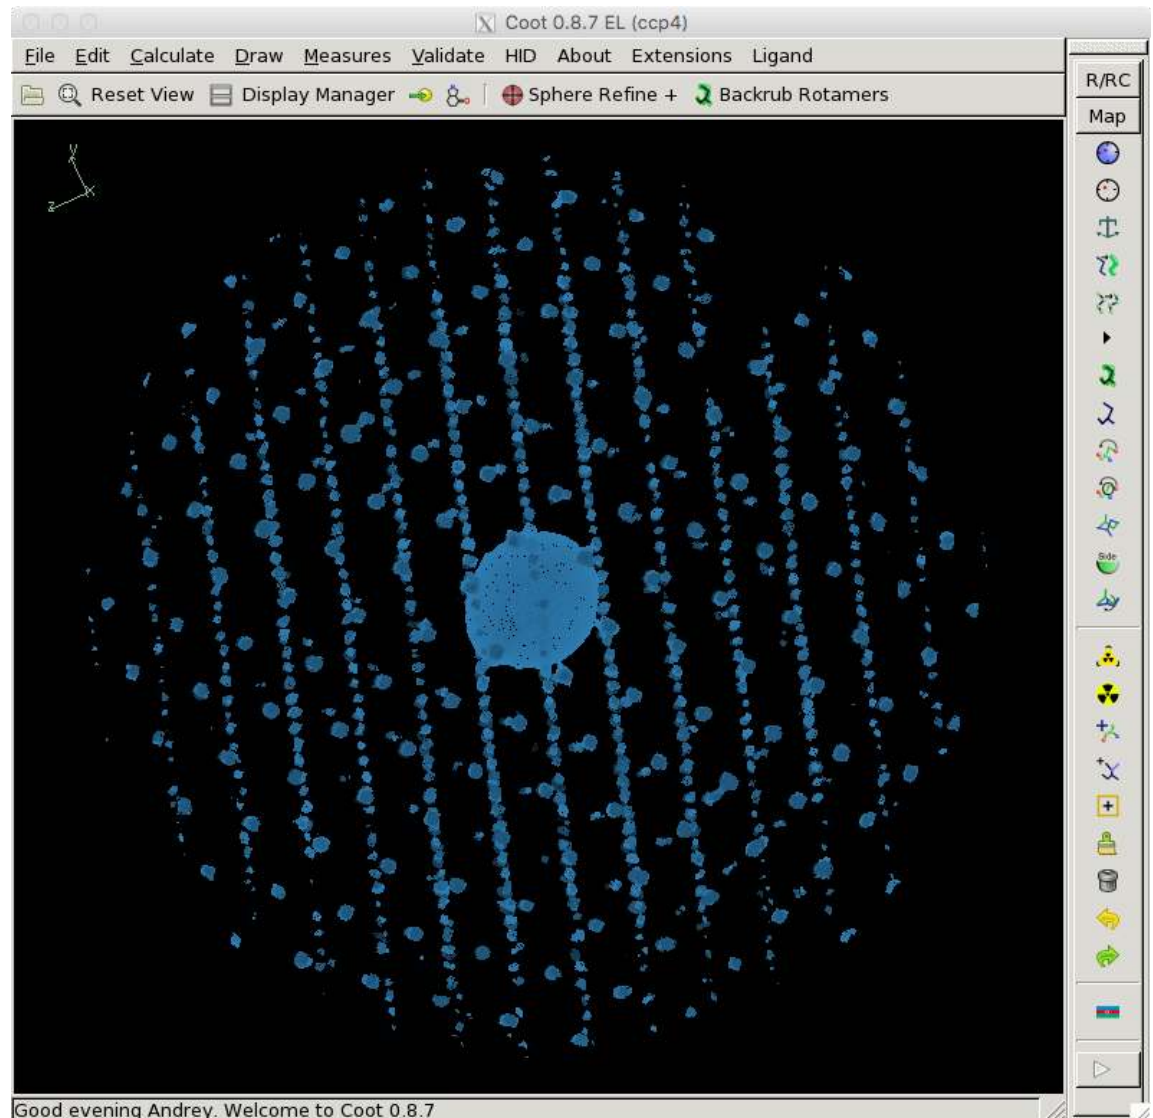 Coot 0.8.7 EL (ccp4)
File Edit Calculate Draw Measures Validate HID About Extensions Ligand
Reset View Display Manager Sphere Refine + Backrub Rotamers
R/RC
Map
y
x
z
Side
Good evening Andrey. Welcome to Coot 0.8.7